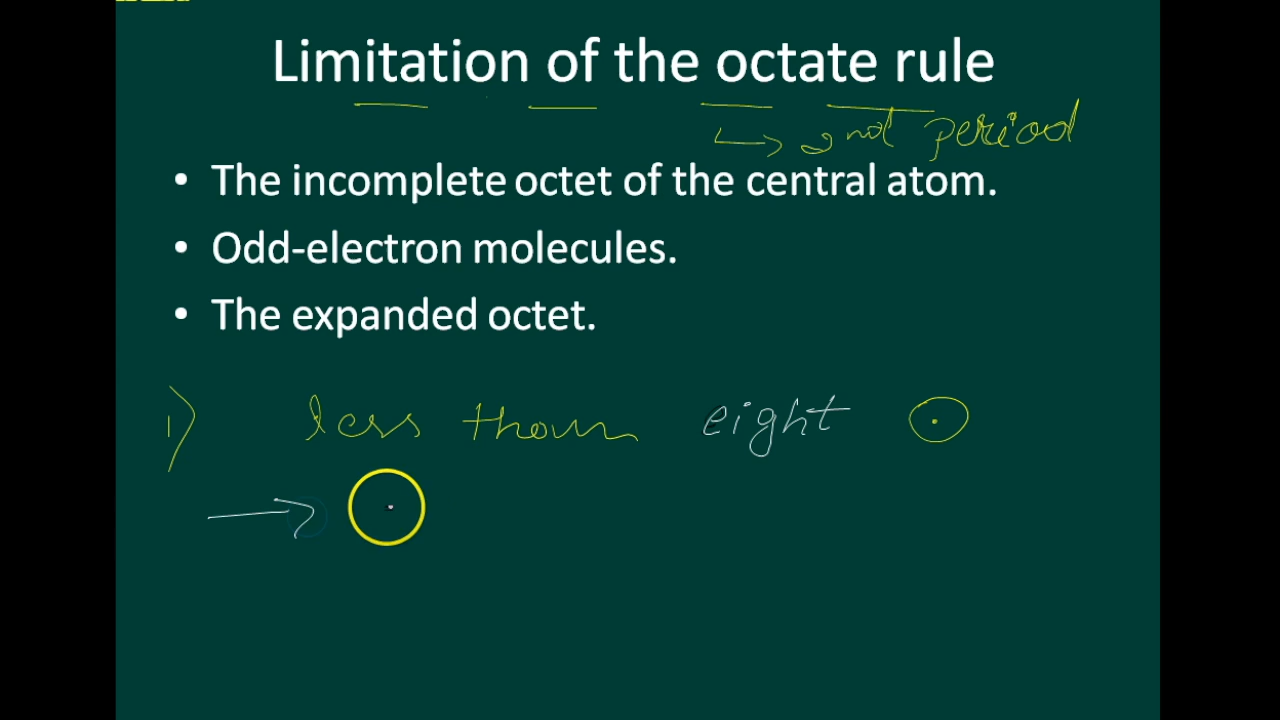 Limitation of the octate rule
2nd period
• The incomplete octet of the central atom.
• Odd-electron molecules.
• The expanded octet.
1) less than eight